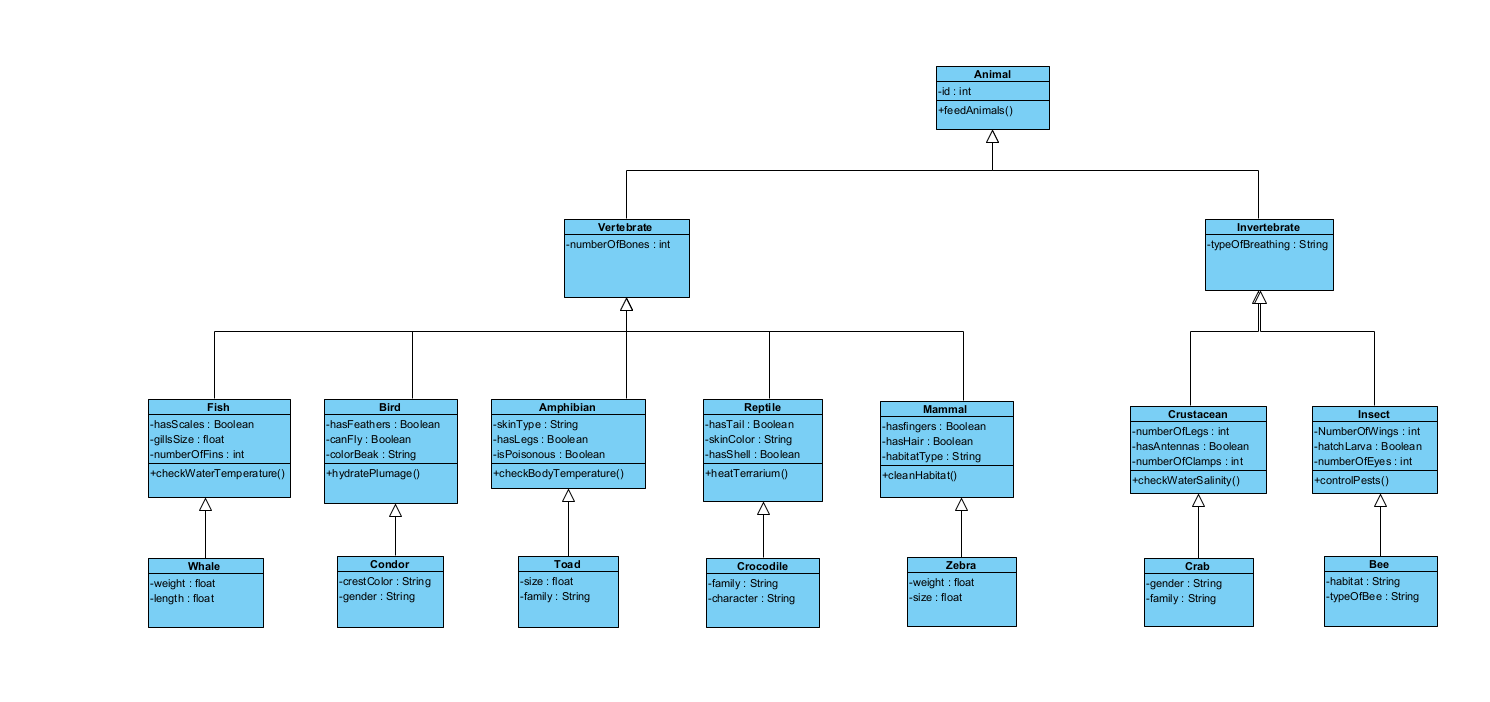 Animal
-id : int
+feedAnimals()
Vertebrate
-numberOfBones : int
Invertebrate
-typeOfBreathing : String
Fish
-hasScales : Boolean
-gillsSize : float
-numberOfFins : int
+checkWaterTemperature()
Bird
-hasFeathers : Boolean
-canFly : Boolean
-colorBeak : String
+hydratePlumage()
Amphibian
-skinType : String
-hasLegs : Boolean
-isPoisonous : Boolean
+checkBodyTemperature()
Reptile
-hasTail : Boolean
-skinColor : String
-hasShell : Boolean
+heatTerrarium()
Mammal
-hasfingers : Boolean
-hasHair : Boolean
-habitatType : String
+cleanHabitat()
Crustacean
-numberOfLegs : int
-hasAntennas : Boolean
-numberOfClamps : int
+checkWaterSalinity()
Insect
-NumberOfWings : int
-hatchLarva : Boolean
-numberOfEyes : int
+controlPests()
Whale
-weight : float
-length : float
Condor
-crestColor : String
-gender : String
Toad
-size : float
-family : String
Crocodile
-family : String
-character : String
Zebra
-weight : float
-size : float
Crab
-gender : String
-family : String
Bee
-habitat : String
-typeOfBee : String